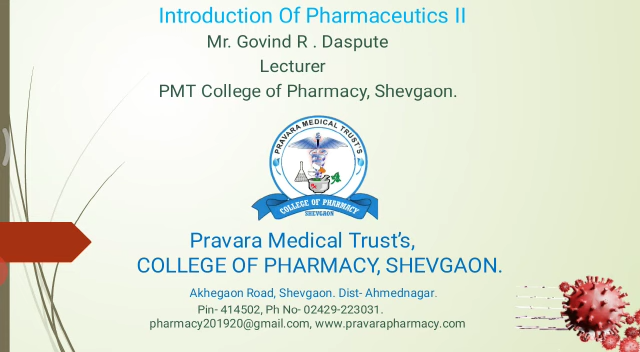 Introduction Of Pharmaceutics II
Mr. Govind R . Daspute
Lecturer
PMT College of Pharmacy, Shevgaon.
PRAVARA MEDICAL TRUST'S
COLLEGE OF PHARMACY
SHEVGAON
Pravara Medical Trust’s,
COLLEGE OF PHARMACY, SHEVGAON.
Akhegaon Road, Shevgaon. Dist- Ahmednagar.
Pin- 414502, Ph No- 02429-223031.
pharmacy201920@gmail.com, www.pravarapharmacy.com